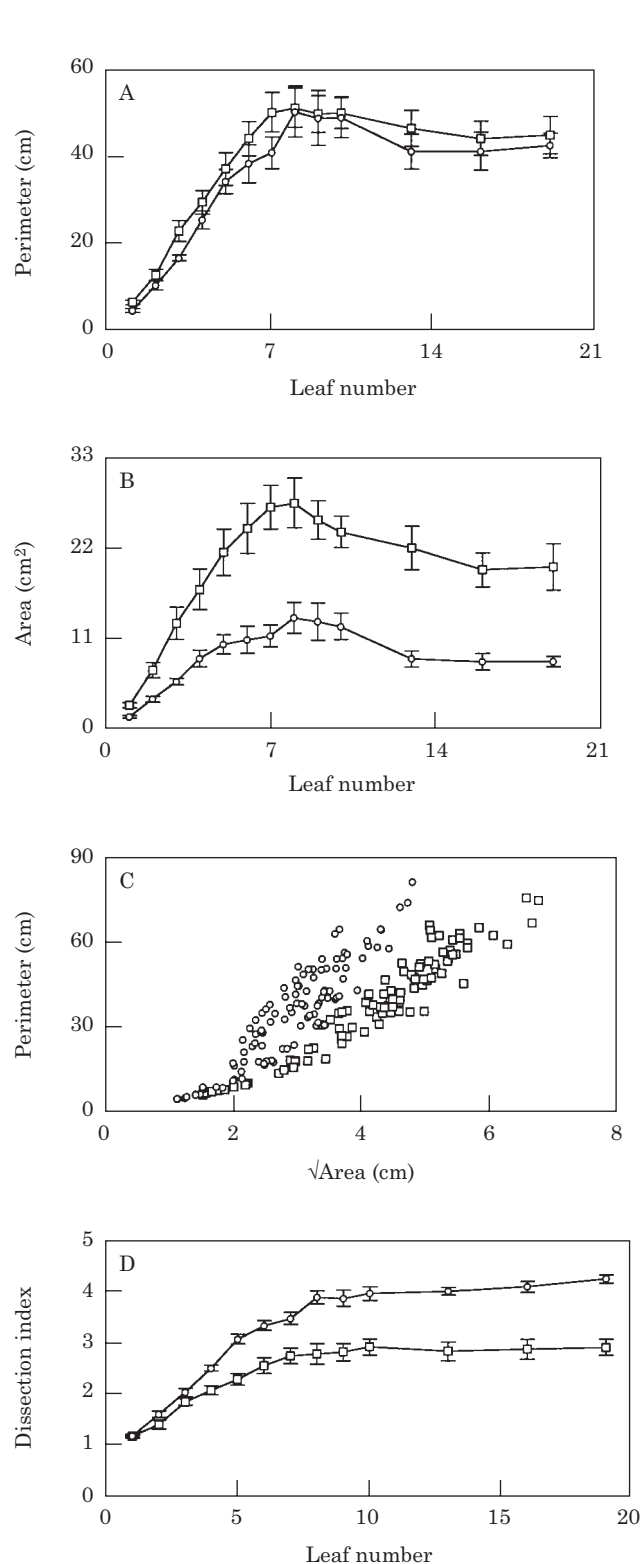 60
A
40
20
0
0 7 14 21
Perimeter (cm)
Leaf number
33
B
22
11
0
0 7 14 21
Area (cm²)
Leaf number
90
C
60
30
0
0 2 4 6 8
Perimeter (cm)
√Area (cm)
5
D
4
3
2
1
0
0 5 10 15 20
Dissection index
Leaf number